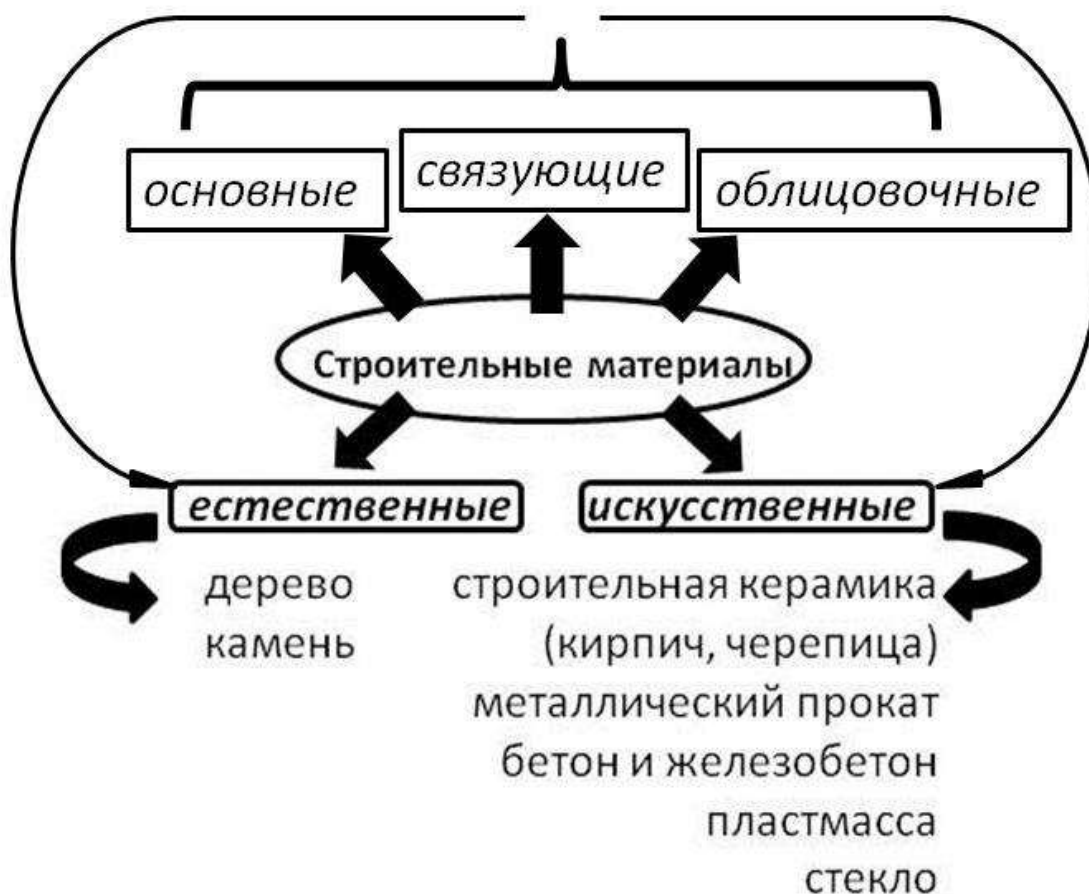 основные
связующие
облицовочные
Строительные материалы
естественные
искусственные
дерево
камень
строительная керамика
(кирпич, черепица)
металлический прокат
бетон и железобетон
пластмасса
стекло